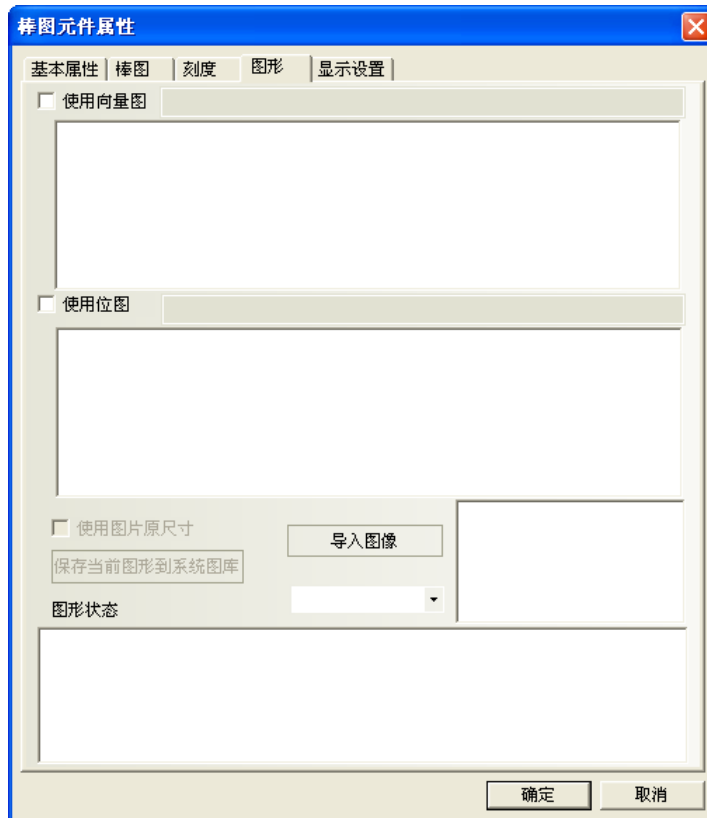 棒图元件属性
基本属性 棒图 刻度 图形 显示设置
使用向量图
使用位图
使用图片原尺寸
导入图像
保存当前图形到系统图库
图形状态
确定 取消